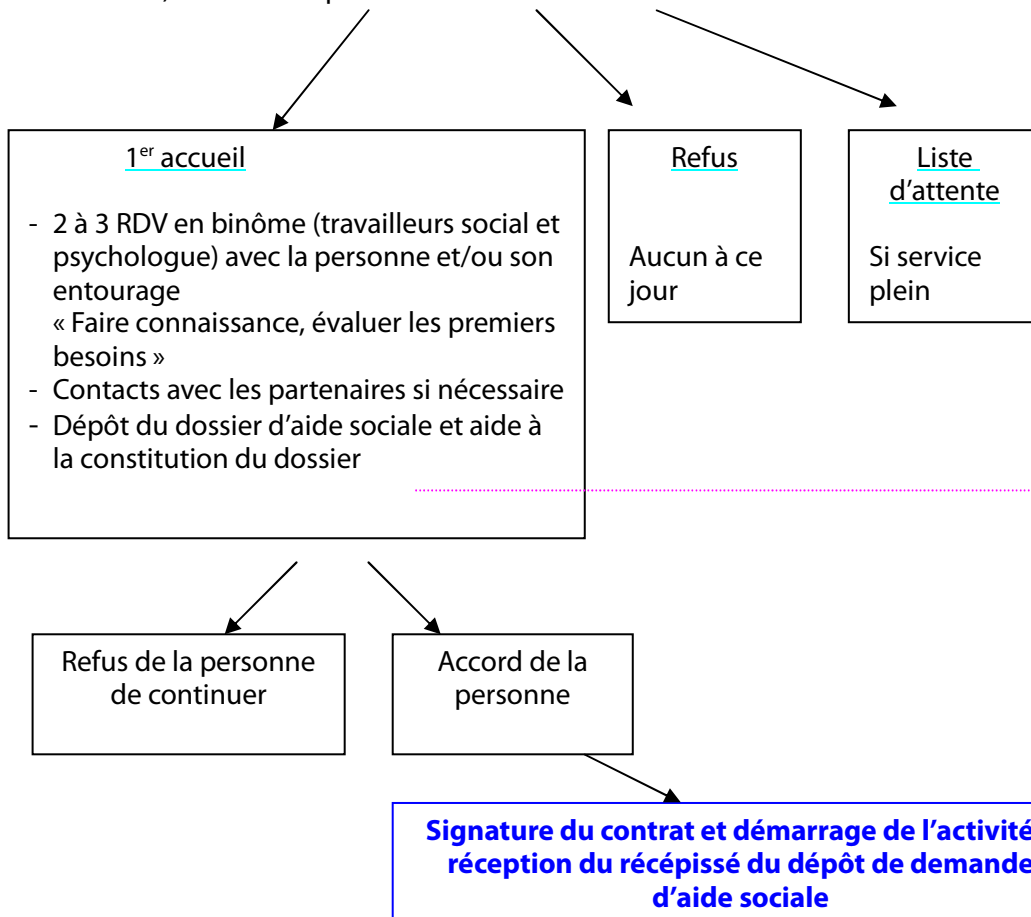 1er accueil
- 2 à 3 RDV en binôme (travailleurs social et
psychologue) avec la personne et/ou son
entourage
« Faire connaissance, évaluer les premiers
besoins »
- Contacts avec les partenaires si nécessaire
- Dépôt du dossier d’aide sociale et aide à
la constitution du dossier
Refus
Aucun à ce
jour
Liste
d’attente
Si service
plein
Refus de la personne
de continuer
Accord de la
personne
Signature du contrat et démarrage de l’activité
réception du récépissé du dépôt de demande
d’aide sociale